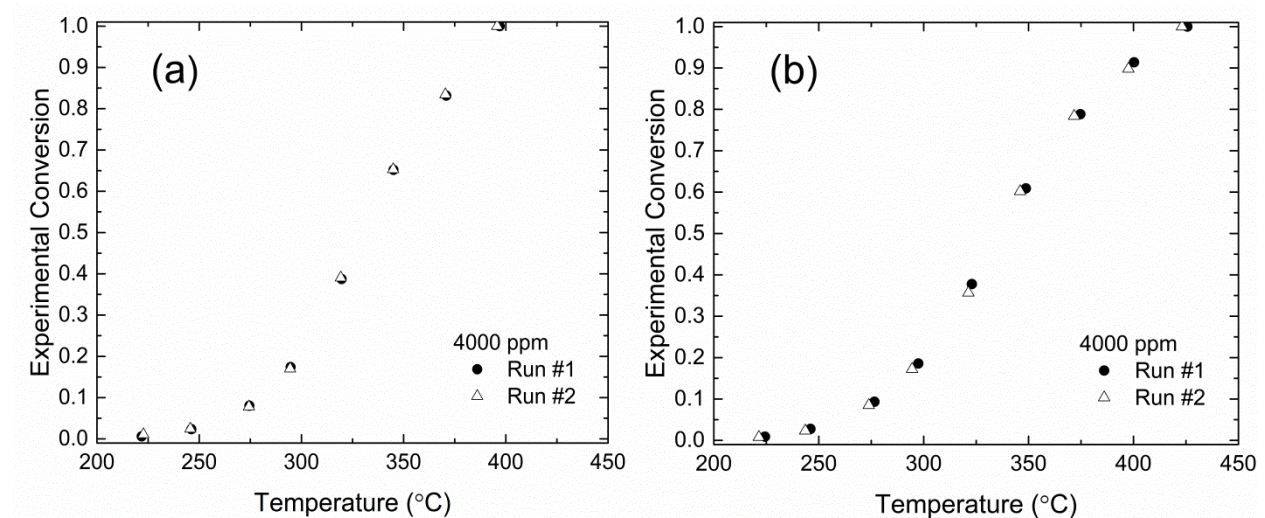 (a)
Experimental Conversion
1.0
0.9
0.8
0.7
0.6
0.5
0.4
0.3
0.2
0.1
0.0
4000 ppm
Run #1
Run #2
200 250 300 350 400 450
Temperature (°C)
(b)
Experimental Conversion
1.0
0.9
0.8
0.7
0.6
0.5
0.4
0.3
0.2
0.1
0.0
4000 ppm
Run #1
Run #2
200 250 300 350 400 450
Temperature (°C)